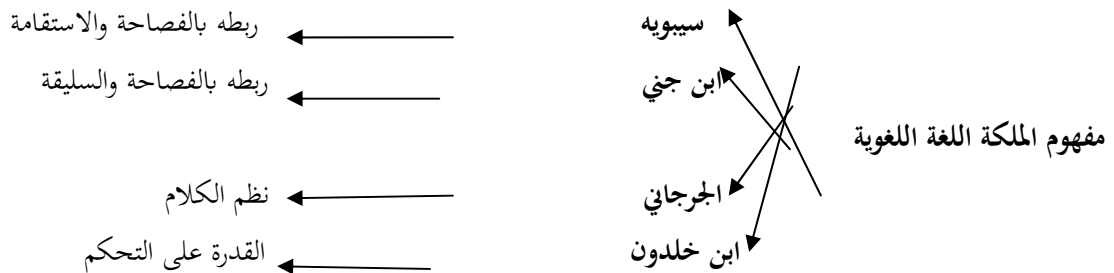 سيبويه ربطه بالفصاحة والاستقامة
ابن جني ربطه بالفصاحة والسليقة
مفهوم الملكة اللغة اللغوية
الجرجاني نظم الكلام
ابن خلدون القدرة على التحكم